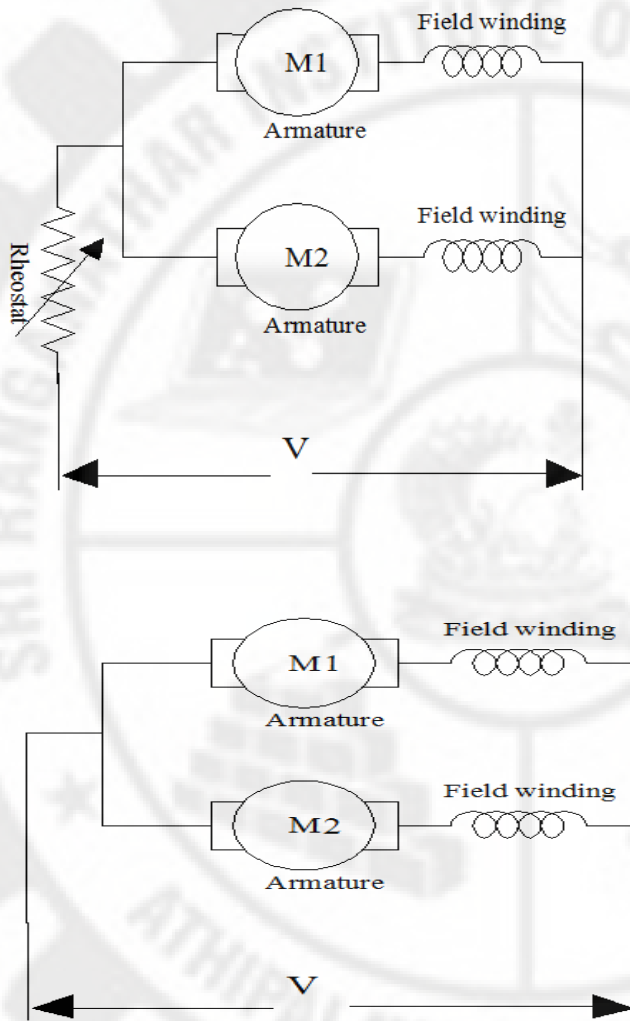 Field winding
M1
Armature
Field winding
M2
Rheostat
Armature
V
Field winding
M1
Armature
Field winding
M2
Armature
V